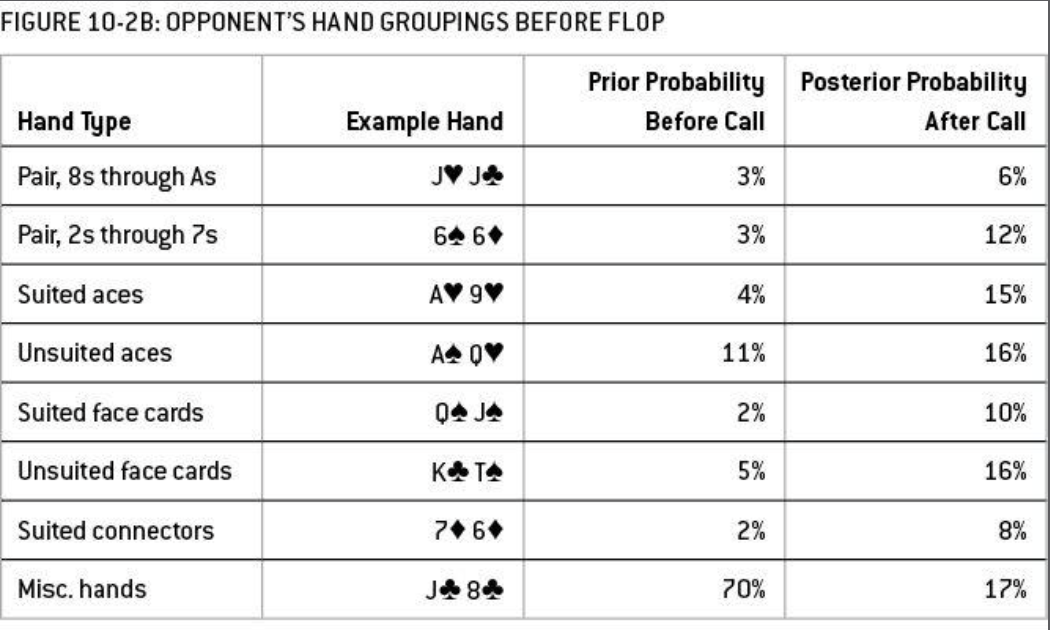 FIGURE 10-2B: OPPONENT'S HAND GROUPINGS BEFORE FLOP
Hand Type Example Hand Prior Probability Before Call Posterior Probability After Call
Pair, 8s through As J♥ J♣ 3% 6%
Pair, 2s through 7s 6♠ 6♦ 3% 12%
Suited aces A♥ 9♥ 4% 15%
Unsuited aces A♠ Q♥ 11% 16%
Suited face cards Q♠ J♠ 2% 10%
Unsuited face cards K♣ T♠ 5% 16%
Suited connectors 7♦ 6♦ 2% 8%
Misc. hands J♣ 8♣ 70% 17%